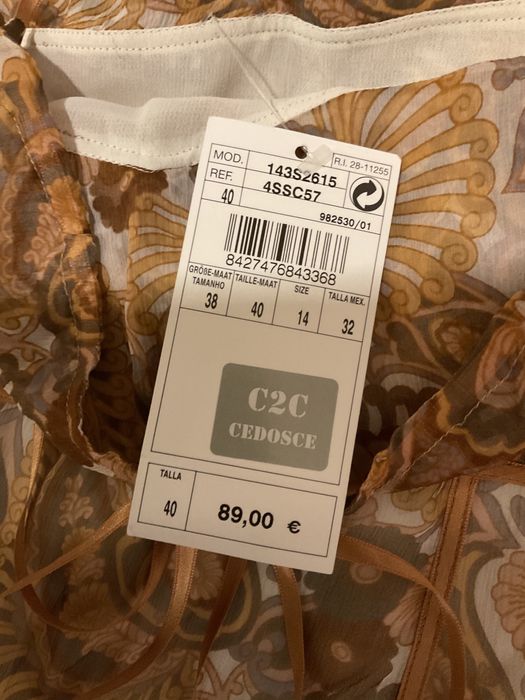 MOD. 143S2615 R.I. 28-11255
REF. 4SSC57
40
982530/01
8427476843368
GRÖßE-MAAT TAMANHO 38
TAILLE-MAAT 40
SIZE 14
TALLA MEX. 32
C2C
CEDOSCE
TALLA
40 89,00 €